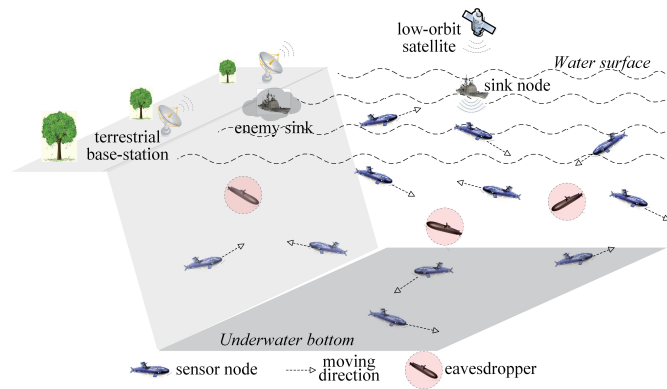 low-orbit
satellite
Water surface
sink node
enemy sink
terrestrial
base-station
Underwater bottom
sensor node
moving
direction
eavesdropper